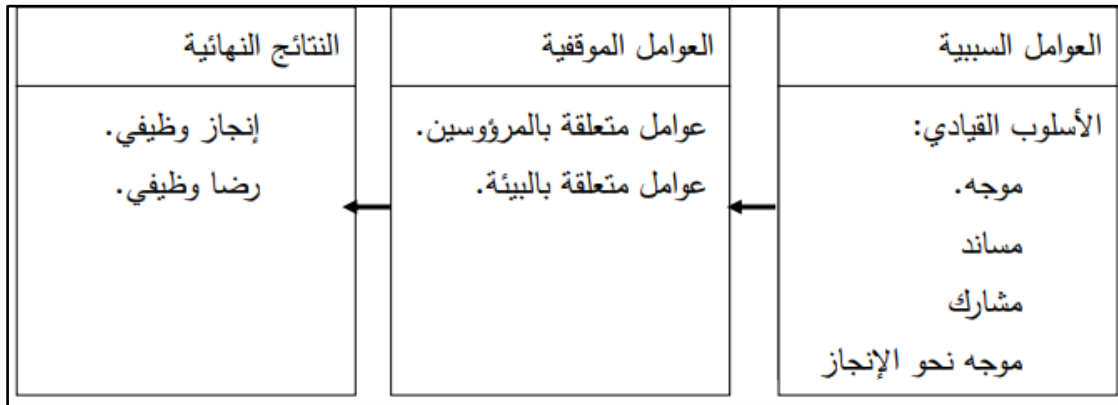 العوامل السببية
الأسلوب القيادي:
موجه.
مساند
مشارك
موجه نحو الإنجاز
العوامل الموقفية
عوامل متعلقة بالمرؤوسين.
عوامل متعلقة بالبيئة.
النتائج النهائية
إنجاز وظيفي.
رضا وظيفي.